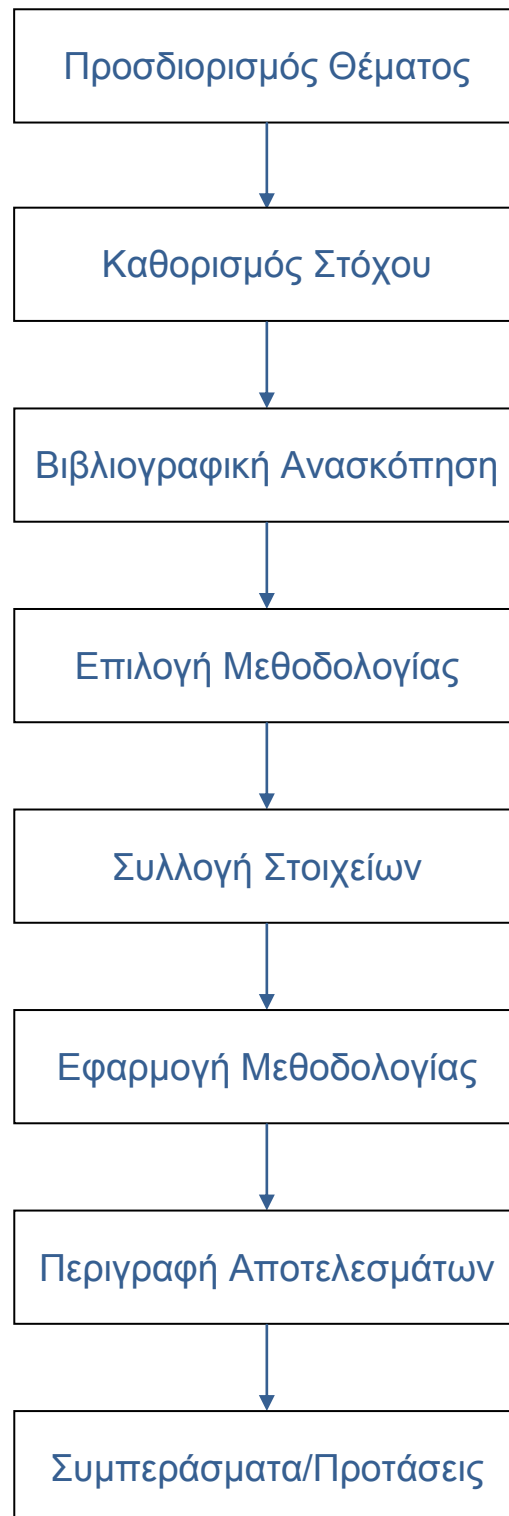 Προσδιορισμός Θέματος
Καθορισμός Στόχου
Βιβλιογραφική Ανασκόπηση
Επιλογή Μεθοδολογίας
Συλλογή Στοιχείων
Εφαρμογή Μεθοδολογίας
Περιγραφή Αποτελεσμάτων
Συμπεράσματα/Προτάσεις